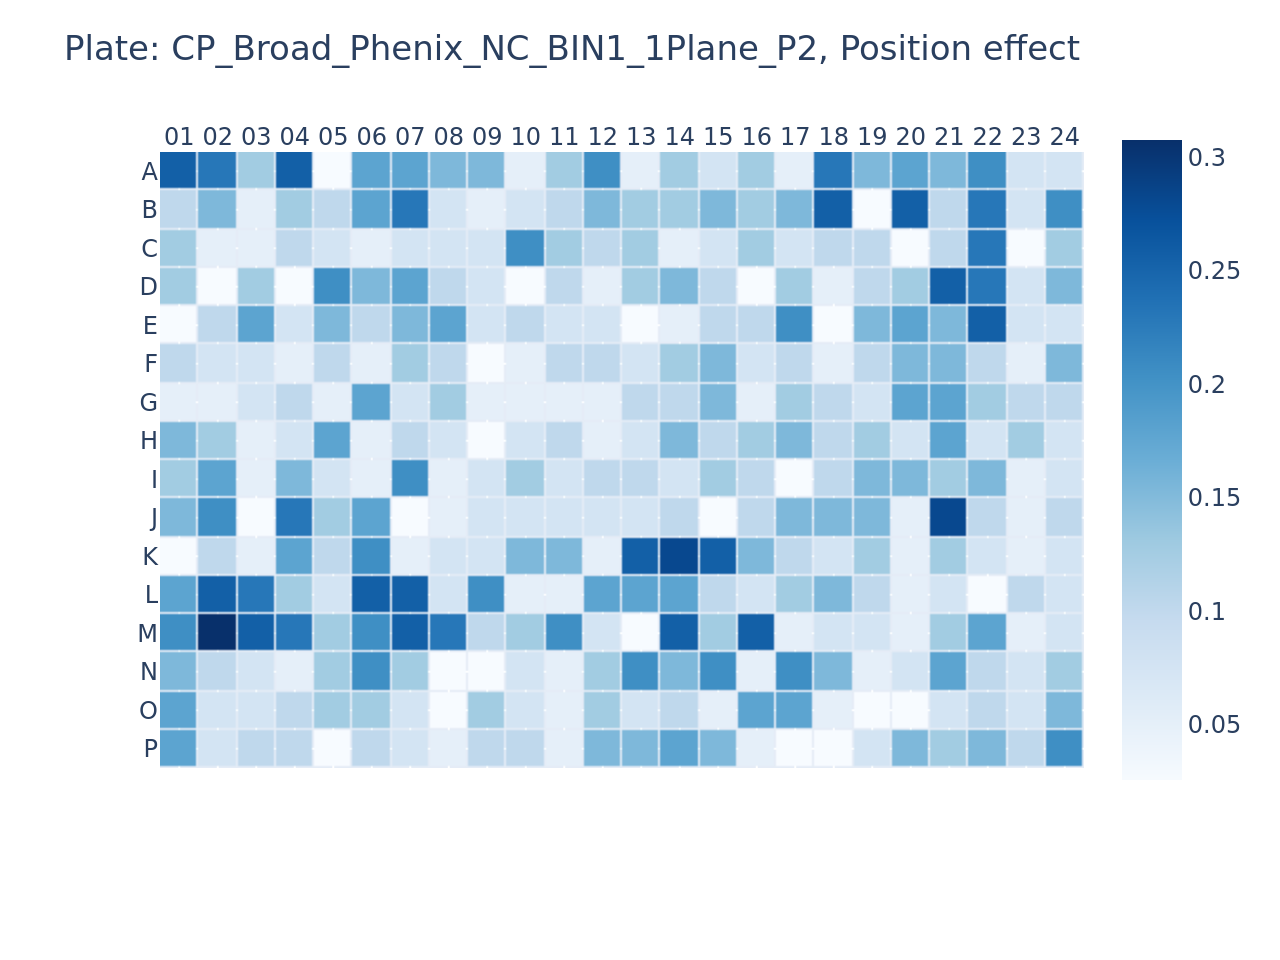 Plate: CP_Broad_Phenix_NC_BIN1_1Plane_P2, Position effect
01 02 03 04 05 06 07 08 09 10 11 12 13 14 15 16 17 18 19 20 21 22 23 24
A
B
C
D
E
F
G
H
I
J
K
L
M
N
O
P
0.3
0.25
0.2
0.15
0.1
0.05